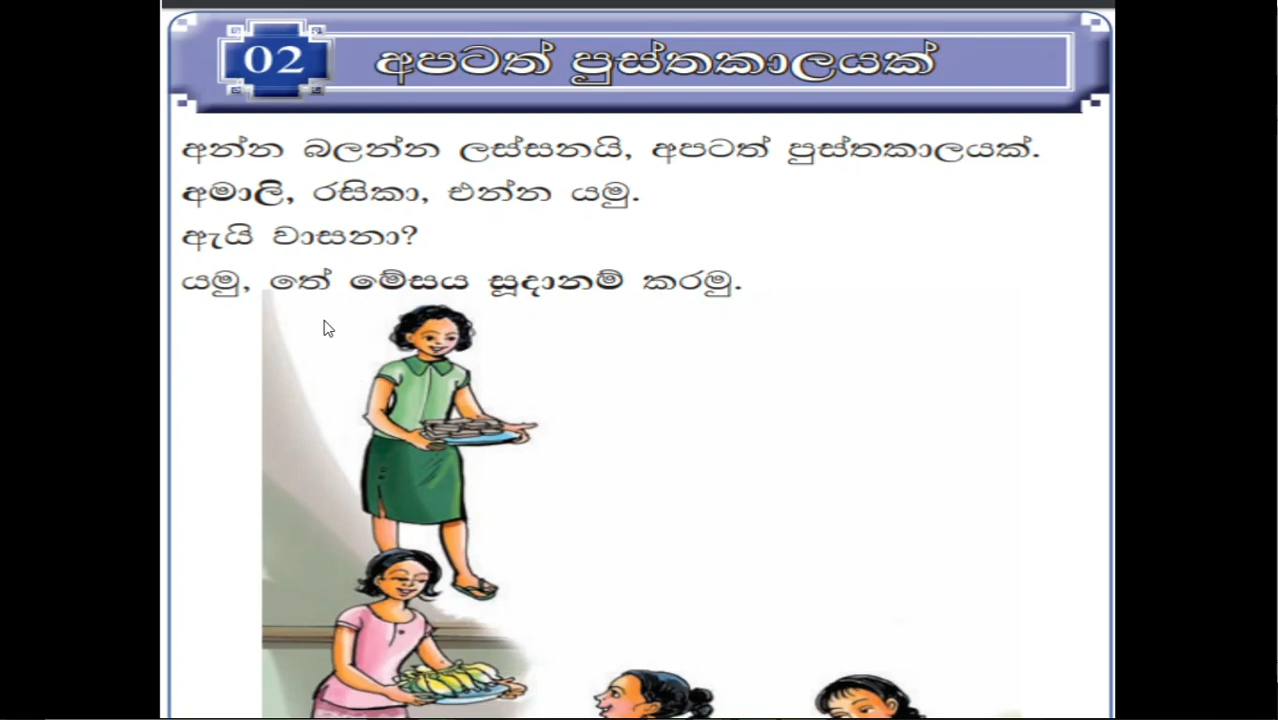 02 අපටත් පුස්තකාලයක්
අන්න බලන්න ලස්සනයි, අපටත් පුස්තකාලයක්.
අමාලි, රසිකා, එන්න යමු.
ඇයි වාසනා?
යමු, තේ මේසය සූදානම් කරමු.